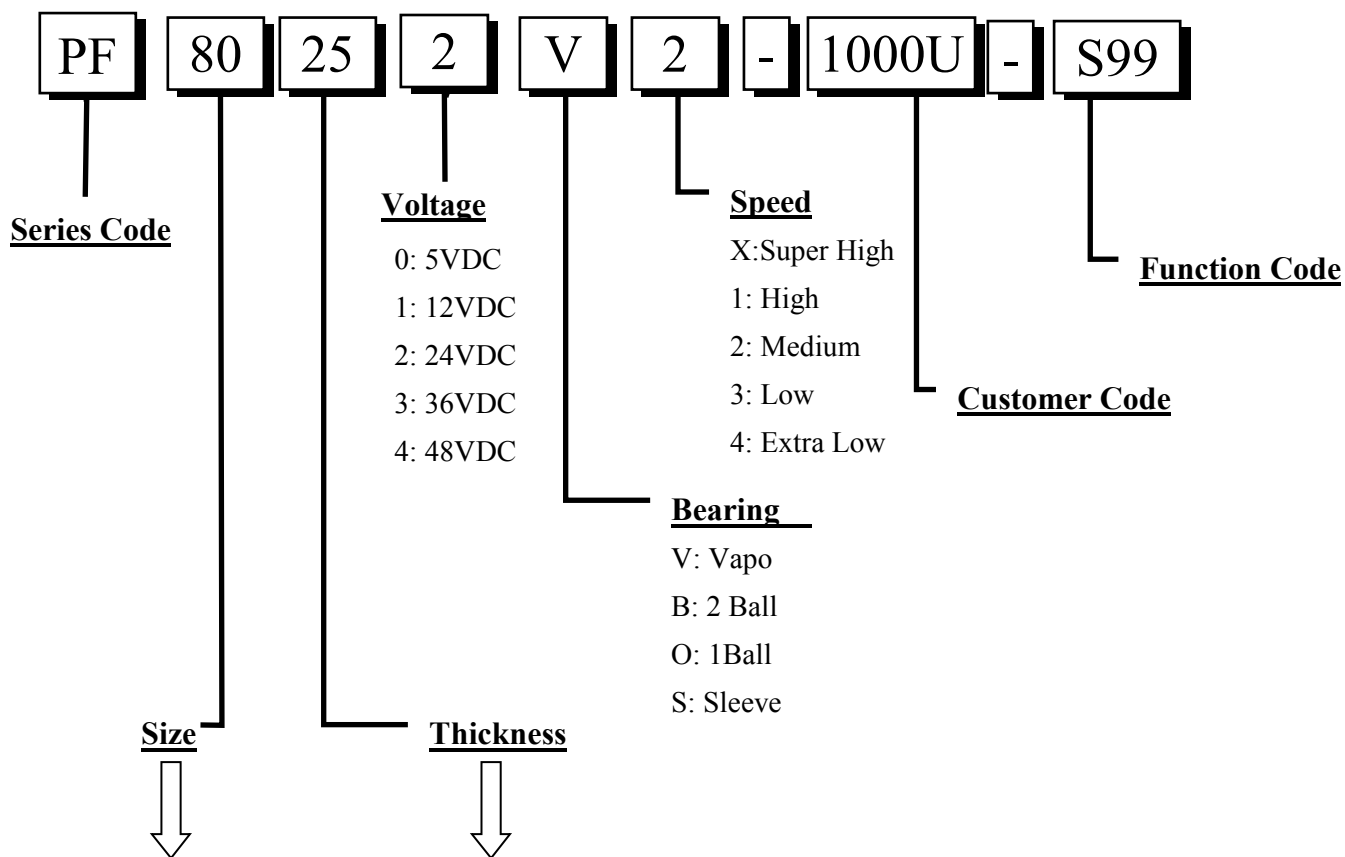 PF 80 25 2 V 2 - 1000U - S99
Series Code
Voltage
0: 5VDC
1: 12VDC
2: 24VDC
3: 36VDC
4: 48VDC
Speed
X:Super High
1: High
2: Medium
3: Low
4: Extra Low
Function Code
Customer Code
Bearing
V: Vapo
B: 2 Ball
O: 1Ball
S: Sleeve
Size
Thickness